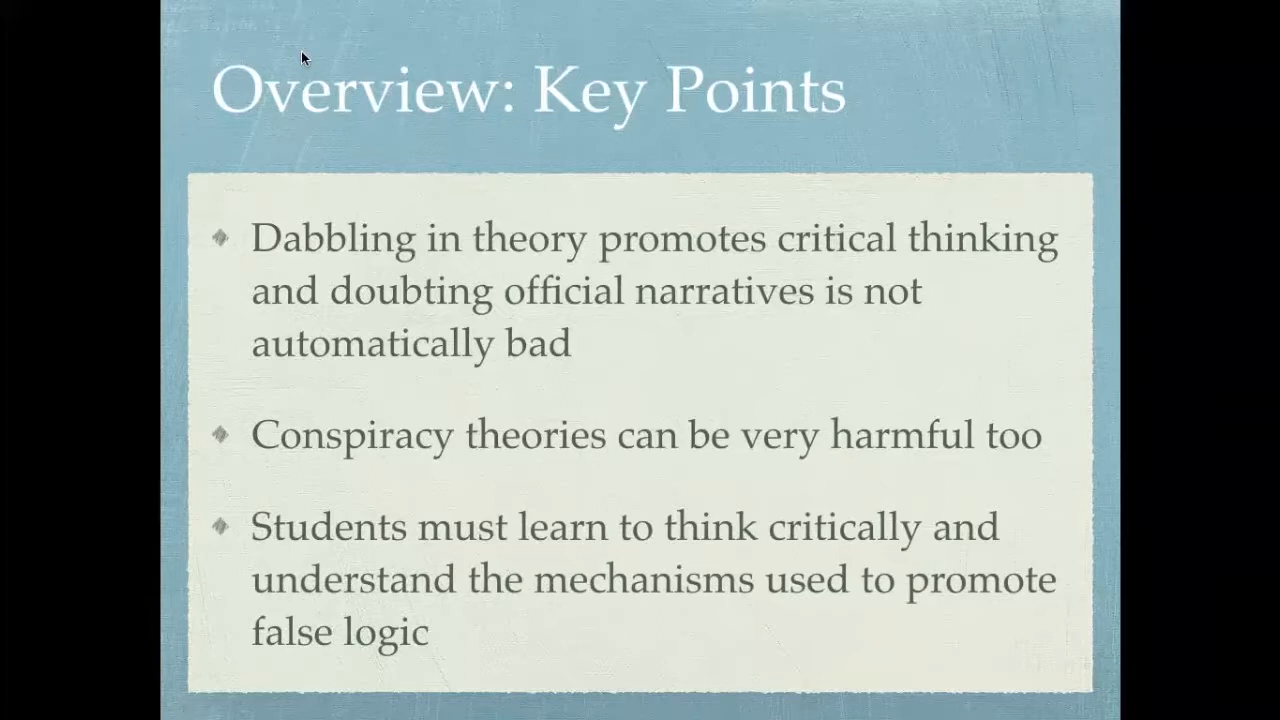 Overview: Key Points
Dabbling in theory promotes critical thinking
and doubting official narratives is not
automatically bad
Conspiracy theories can be very harmful too
Students must learn to think critically and
understand the mechanisms used to promote
false logic